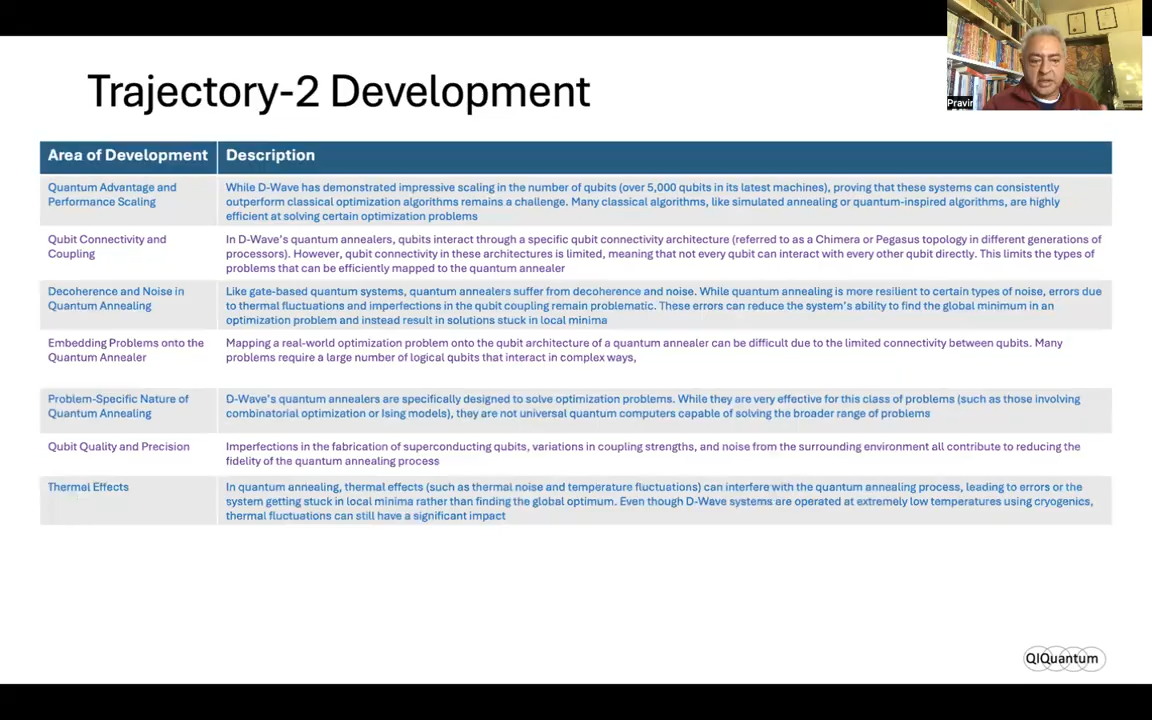 Pravin
Trajectory-2 Development
Area of Development
Description
Quantum Advantage and
Performance Scaling
While D-Wave has demonstrated impressive scaling in the number of qubits (over 5,000 qubits in its latest machines), proving that these systems can consistently
outperform classical optimization algorithms remains a challenge. Many classical algorithms, like simulated annealing or quantum-inspired algorithms, are highly
efficient at solving certain optimization problems
Qubit Connectivity and
Coupling
In D-Wave's quantum annealers, qubits interact through a specific qubit connectivity architecture (referred to as a Chimera or Pegasus topology in different generations of
processors). However, qubit connectivity in these architectures is limited, meaning that not every qubit can interact with every other qubit directly. This limits the types of
problems that can be efficiently mapped to the quantum annealer
Decoherence and Noise in
Quantum Annealing
Like gate-based quantum systems, quantum annealers suffer from decoherence and noise. While quantum annealing is more resilient to certain types of noise, errors due
to thermal fluctuations and imperfections in the qubit coupling remain problematic. These errors can reduce the system's ability to find the global minimum in an
optimization problem and instead result in solutions stuck in local minima
Embedding Problems onto the
Quantum Annealer
Mapping a real-world optimization problem onto the qubit architecture of a quantum annealer can be difficult due to the limited connectivity between qubits. Many
problems require a large number of logical qubits that interact in complex ways,
Problem-Specific Nature of
Quantum Annealing
D-Wave's quantum annealers are specifically designed to solve optimization problems. While they are very effective for this class of problems (such as those involving
combinatorial optimization or Ising models), they are not universal quantum computers capable of solving the broader range of problems
Qubit Quality and Precision
Imperfections in the fabrication of superconducting qubits, variations in coupling strengths, and noise from the surrounding environment all contribute to reducing the
fidelity of the quantum annealing process
Thermal Effects
In quantum annealing, thermal effects (such as thermal noise and temperature fluctuations) can interfere with the quantum annealing process, leading to errors or the
system getting stuck in local minima rather than finding the global optimum. Even though D-Wave systems are operated at extremely low temperatures using cryogenics,
thermal fluctuations can still have a significant impact
QIQuantum